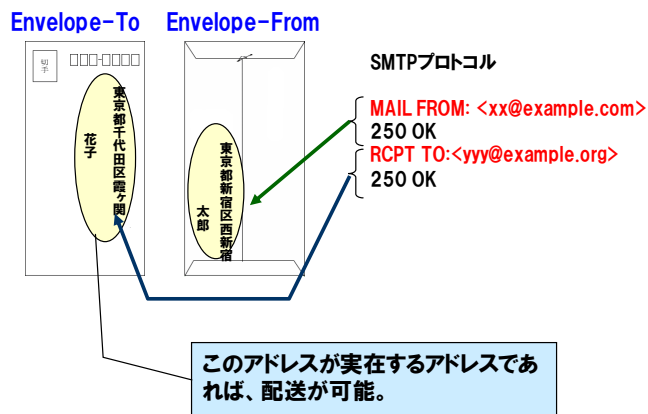 Envelope-To
Envelope-From
切手
東京都千代田区霞ヶ関
花子
東京都新宿区西新宿
太郎
SMTPプロトコル
MAIL FROM: <xx@example.com>
250 OK
RCPT TO:<yyy@example.org>
250 OK
このアドレスが実在するアドレスであ
れば、配送が可能。